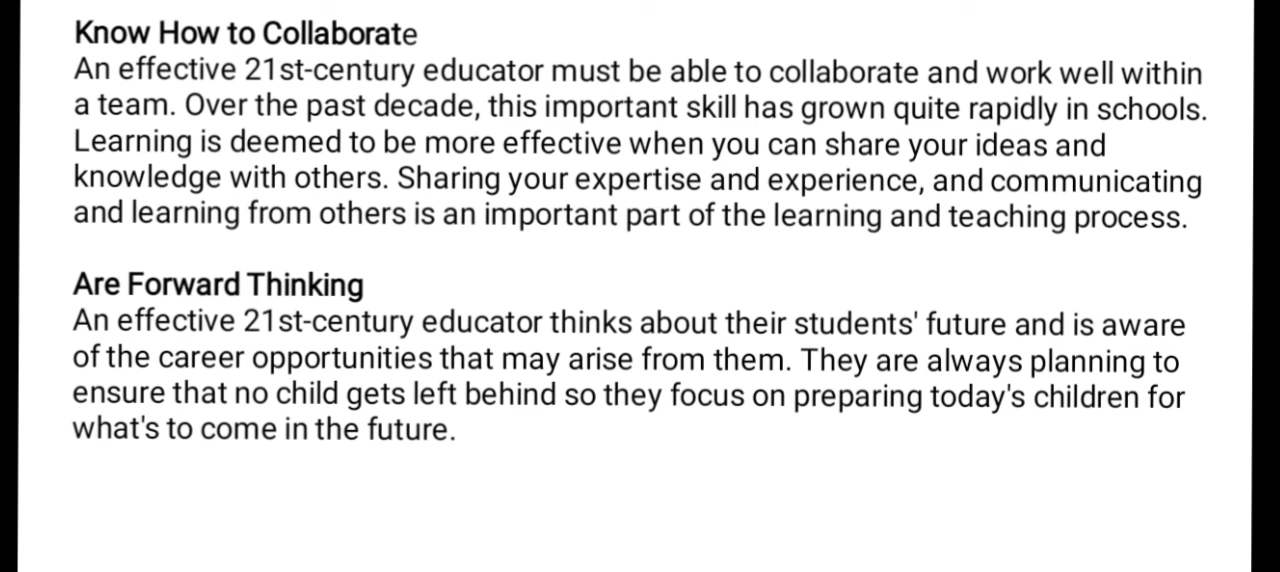 Know How to Collaborate
An effective 21st-century educator must be able to collaborate and work well within
a team. Over the past decade, this important skill has grown quite rapidly in schools.
Learning is deemed to be more effective when you can share your ideas and
knowledge with others. Sharing your expertise and experience, and communicating
and learning from others is an important part of the learning and teaching process.
Are Forward Thinking
An effective 21st-century educator thinks about their students' future and is aware
of the career opportunities that may arise from them. They are always planning to
ensure that no child gets left behind so they focus on preparing today's children for
what's to come in the future.